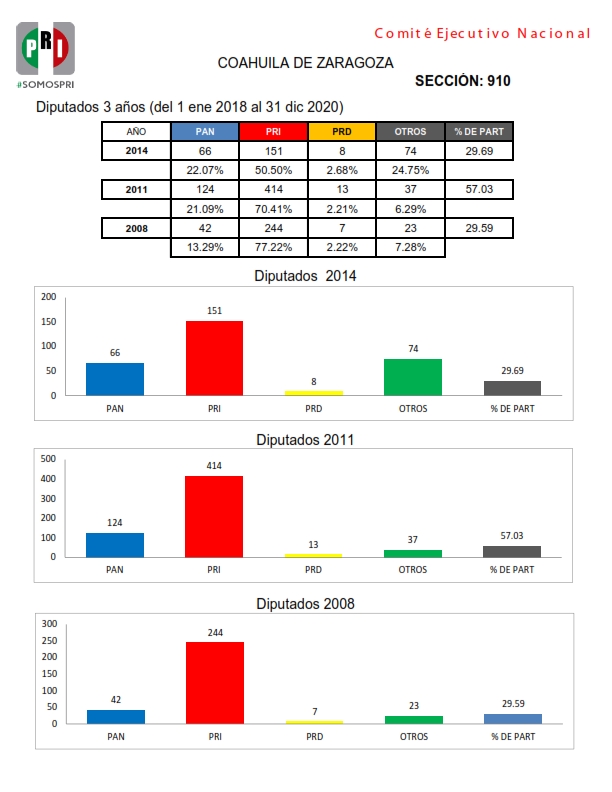 PRI
#SOMOSPRI
Comité Ejecutivo Nacional
COAHUILA DE ZARAGOZA
SECCIÓN: 910
Diputados 3 años (del 1 ene 2018 al 31 dic 2020)
AÑO PAN PRI PRD OTROS % DE PART
2014 66 151 8 74 29.69
22.07% 50.50% 2.68% 24.75%
2011 124 414 13 37 57.03
21.09% 70.41% 2.21% 6.29%
2008 42 244 7 23 29.59
13.29% 77.22% 2.22% 7.28%
Diputados 2014
200
150
100
50
0
66 151 8 74 29.69
PAN PRI PRD OTROS % DE PART
Diputados 2011
500
400
300
200
100
0
124 414 13 37 57.03
PAN PRI PRD OTROS % DE PART
Diputados 2008
300
250
200
150
100
50
0
42 244 7 23 29.59
PAN PRI PRD OTROS % DE PART